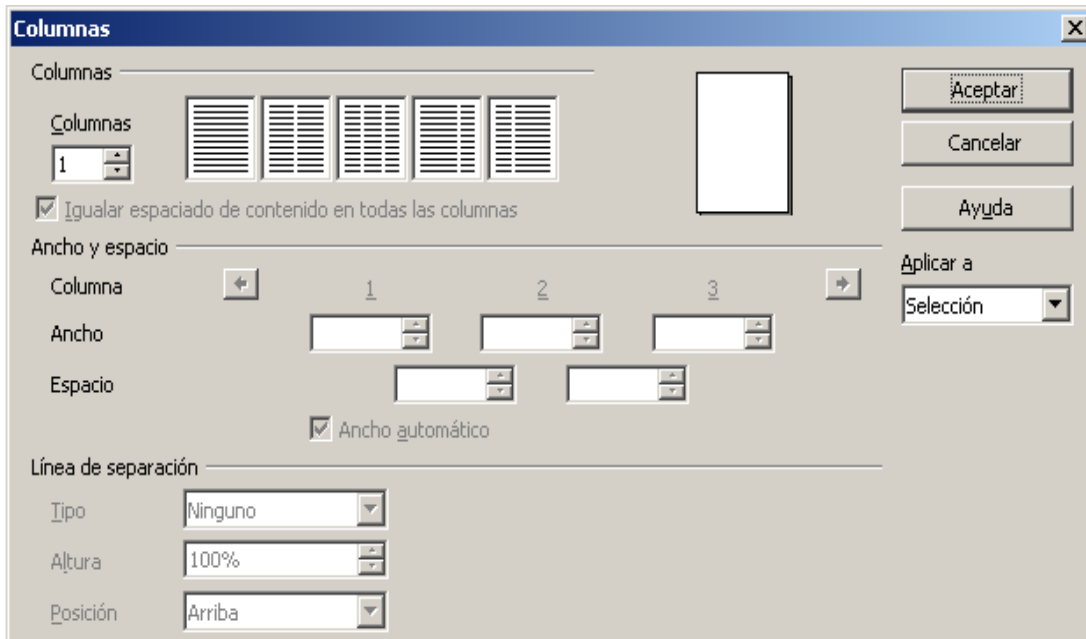 Columnas
Columnas
Columnas
1
Igualar espaciado de contenido en todas las columnas
Ancho y espacio
Columna 1 2 3
Ancho
Espacio
Ancho automático
Línea de separación
Tipo Ninguno
Altura 100%
Posición Arriba
Aceptar
Cancelar
Ayuda
Aplicar a
Selección